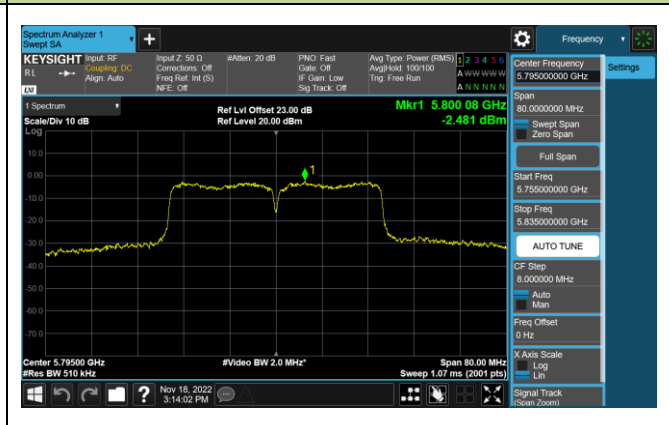 Spectrum Analyzer 1
Swept SA
+
Frequency
KEYSIGHT
RL
LXI
Input: RF
Coupling: DC
Align: Auto
Input Z: 50 Ω
Corrections: Off
Freq Ref: Int (S)
NFE: Off
#Atten: 20 dB
PNO: Fast
Gate: Off
IF Gain: Low
Sig Track: Off
Avg Type: Power (RMS)
Avg|Hold: 100/100
Trig: Free Run
1 2 3 4 5 6
A W W W W W
A N N N N N
Center Frequency
5.795000000 GHz
Settings
1 Spectrum
Scale/Div 10 dB
Log
Ref Lvl Offset 23.00 dB
Ref Level 20.00 dBm
Mkr1 5.800 08 GHz
-2.481 dBm
Span
80.0000000 MHz
Swept Span
Zero Span
Full Span
Start Freq
5.755000000 GHz
Stop Freq
5.835000000 GHz
AUTO TUNE
CF Step
8.000000 MHz
Auto
Man
Freq Offset
0 Hz
X Axis Scale
Log
Lin
Signal Track
(Span Zoom)
10.0
0.00
-10.0
-20.0
-30.0
-40.0
-50.0
-60.0
-70.0
1
Center 5.79500 GHz
#Res BW 510 kHz
#Video BW 2.0 MHz*
Span 80.00 MHz
Sweep 1.07 ms (2001 pts)
?
Nov 18, 2022
3:14:02 PM